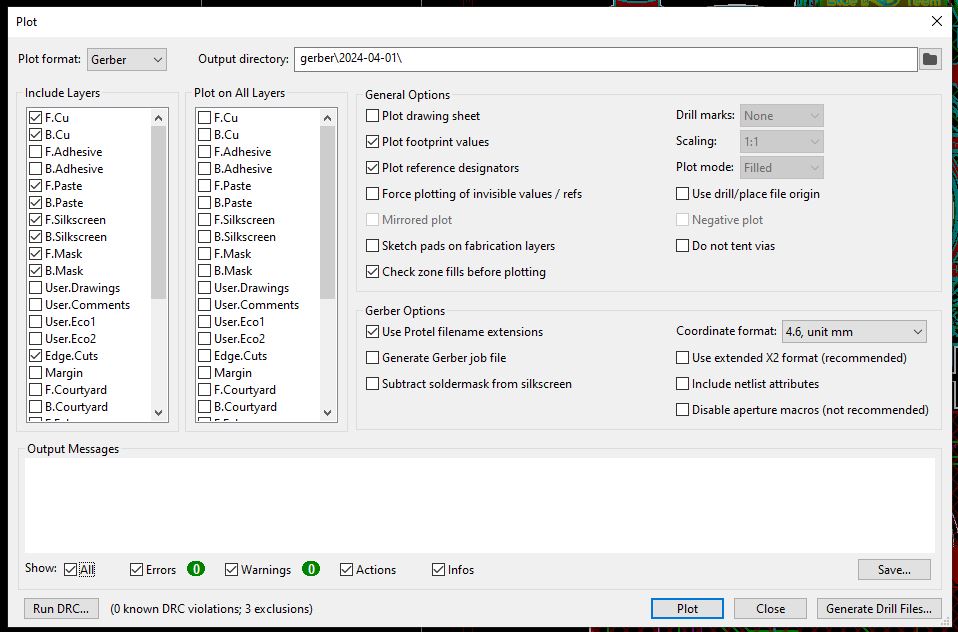 Plot
Plot format: Gerber Output directory: gerber\2024-04-01\
Include Layers
F.Cu
B.Cu
F.Adhesive
B.Adhesive
F.Paste
B.Paste
F.Silkscreen
B.Silkscreen
F.Mask
B.Mask
User.Drawings
User.Comments
User.Eco1
User.Eco2
Edge.Cuts
Margin
F.Courtyard
B.Courtyard
Plot on All Layers
F.Cu
B.Cu
F.Adhesive
B.Adhesive
F.Paste
B.Paste
F.Silkscreen
B.Silkscreen
F.Mask
B.Mask
User.Drawings
User.Comments
User.Eco1
User.Eco2
Edge.Cuts
Margin
F.Courtyard
B.Courtyard
General Options
Plot drawing sheet
Plot footprint values
Plot reference designators
Force plotting of invisible values / refs
Mirrored plot
Sketch pads on fabrication layers
Check zone fills before plotting
Drill marks: None
Scaling: 1:1
Plot mode: Filled
Use drill/place file origin
Negative plot
Do not tent vias
Gerber Options
Use Protel filename extensions
Generate Gerber job file
Subtract soldermask from silkscreen
Coordinate format: 4.6, unit mm
Use extended X2 format (recommended)
Include netlist attributes
Disable aperture macros (not recommended)
Output Messages
Show: All Errors 0 Warnings 0 Actions Infos Save...
Run DRC... (0 known DRC violations; 3 exclusions) Plot Close Generate Drill Files...